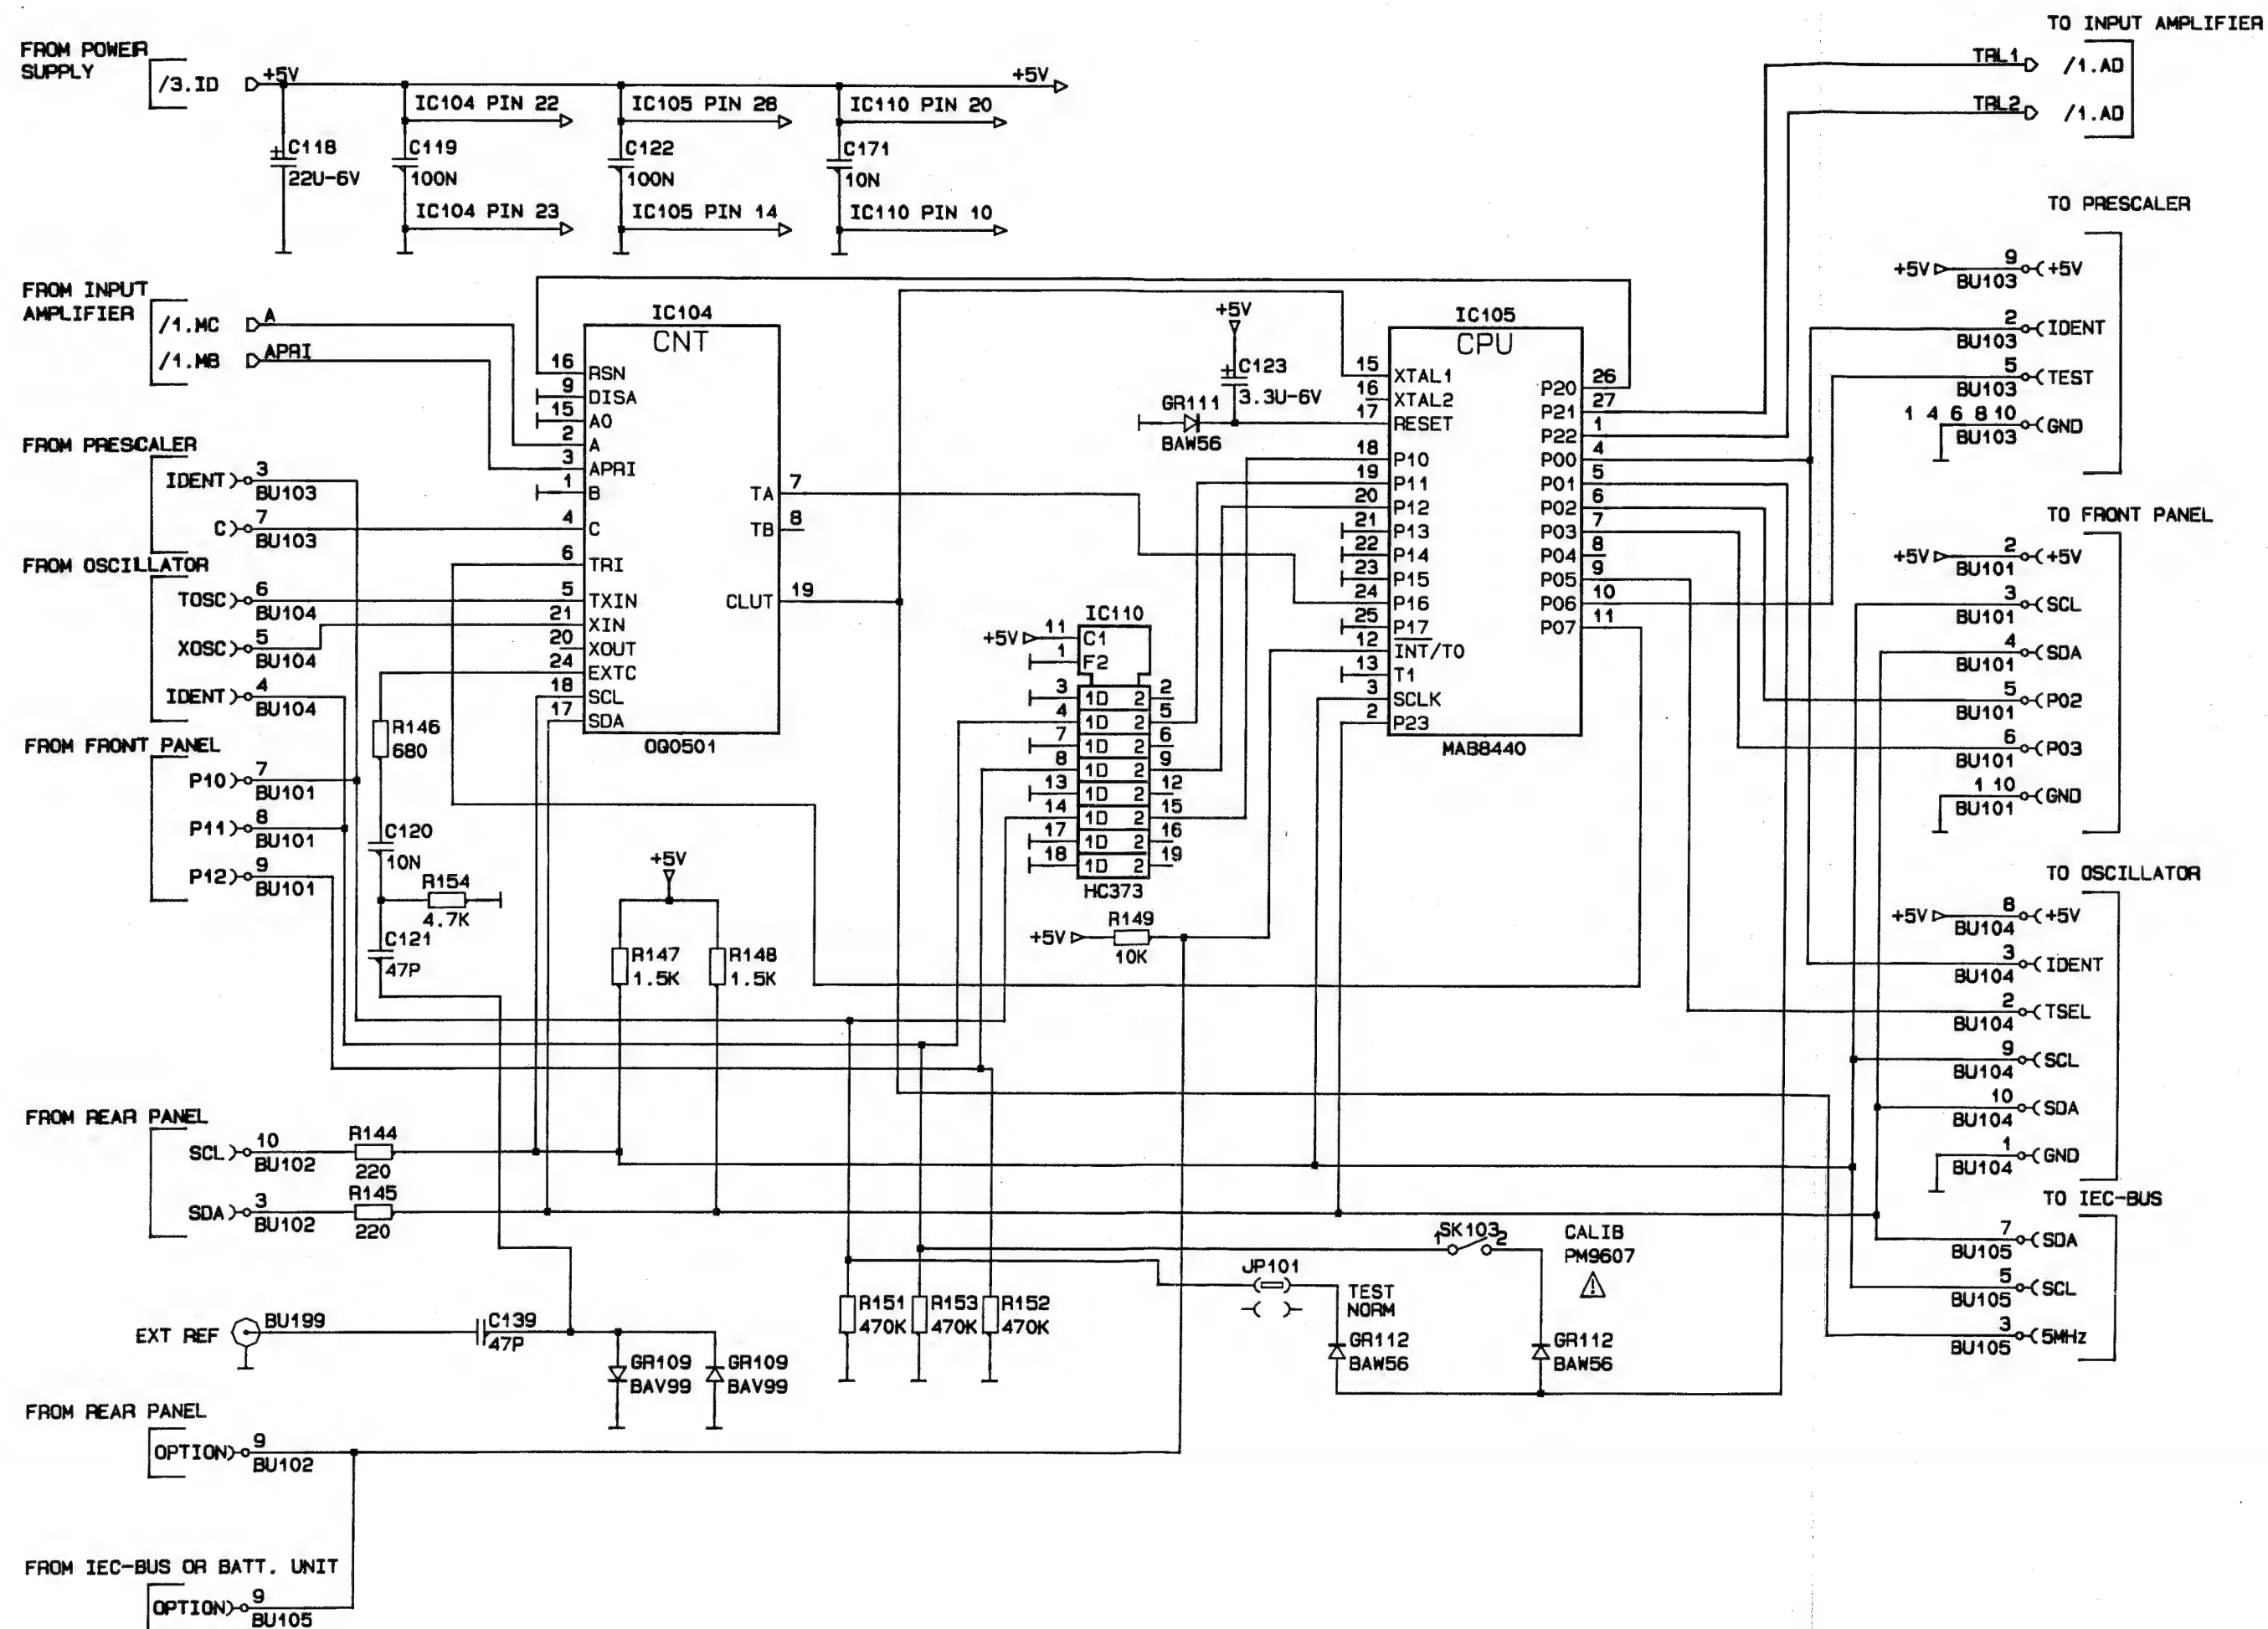 FROM POWER
SUPPLY
/3.ID
+5V
+5V
IC104 PIN 22
IC105 PIN 28
IC110 PIN 20
C118
22U-6V
C119
100N
C122
100N
C171
10N
IC104 PIN 23
IC105 PIN 14
IC110 PIN 10
FROM INPUT
AMPLIFIER
/1.MC
A
/1.MB
APRI
FROM PRESCALER
IDENT
3
BU103
C
7
BU103
FROM OSCILLATOR
TOSC
6
BU104
XOSC
5
BU104
IDENT
4
BU104
FROM FRONT PANEL
P10
7
BU101
P11
8
BU101
P12
9
BU101
R146
680
C120
10N
R154
4.7K
C121
47P
IC104
CNT
16 RSN
9 DISA
15 A0
2 A
3 APRI
1 B
4 C
6 TRI
5 TXIN
21 XIN
20 XOUT
24 EXTC
18 SCL
17 SDA
TA 7
TB 8
CLUT 19
OQ0501
+5V
R147
1.5K
R148
1.5K
+5V
C123
3.3U-6V
GR111
BAW56
IC110
+5V 11 C1
1 F2
3 1D 2 2
4 1D 2 5
7 1D 2 6
8 1D 2 9
13 1D 2 12
14 1D 2 15
17 1D 2 16
18 1D 2 19
HC373
+5V
R149
10K
IC105
CPU
15 XTAL1
16 XTAL2
17 RESET
18 P10
19 P11
20 P12
21 P13
22 P14
23 P15
24 P16
25 P17
12 INT/T0
13 T1
3 SCLK
2 P23
P20 26
P21 27
P22 1
P00 4
P01 5
P02 6
P03 7
P04 8
P05 9
P06 10
P07 11
MAB8440
TO INPUT AMPLIFIER
TRL1 /1.AD
TRL2 /1.AD
TO PRESCALER
+5V 9 +5V
BU103
2 IDENT
BU103
5 TEST
BU103
1 4 6 8 10 GND
BU103
TO FRONT PANEL
+5V 2 +5V
BU101
3 SCL
BU101
4 SDA
BU101
5 P02
BU101
6 P03
BU101
1 10 GND
BU101
TO OSCILLATOR
+5V 8 +5V
BU104
3 IDENT
BU104
2 TSEL
BU104
9 SCL
BU104
10 SDA
BU104
1 GND
BU104
TO IEC-BUS
7 SDA
BU105
5 SCL
BU105
3 5MHz
BU105
FROM REAR PANEL
SCL 10
BU102
R144
220
SDA 3
BU102
R145
220
EXT REF
BU199
C139
47P
GR109
BAV99
GR109
BAV99
R151
470K
R153
470K
R152
470K
JP101
TEST
NORM
1 SK103 2
CALIB
PM9607
GR112
BAW56
GR112
BAW56
FROM REAR PANEL
OPTION 9
BU102
FROM IEC-BUS OR BATT. UNIT
OPTION 9
BU105